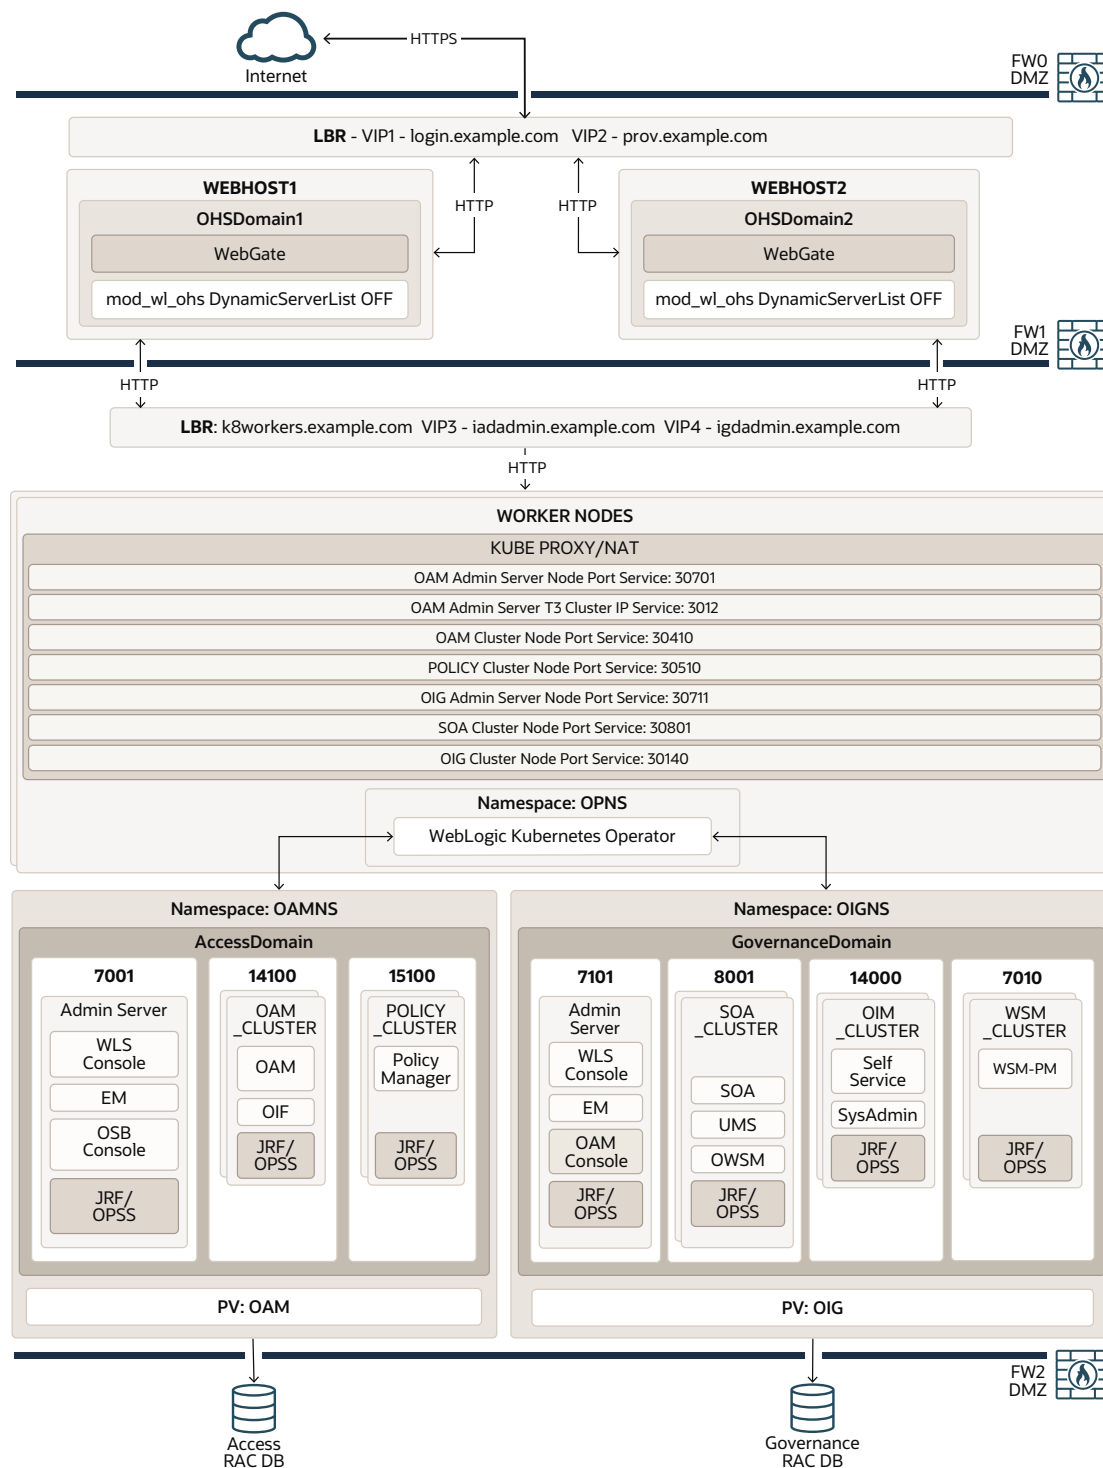 HTTPS
Internet
FW0
DMZ
LBR - VIP1 - login.example.com VIP2 - prov.example.com
WEBHOST1
OHSDomain1
WebGate
mod_wl_ohs DynamicServerList OFF
HTTP
HTTP
WEBHOST2
OHSDomain2
WebGate
mod_wl_ohs DynamicServerList OFF
FW1
DMZ
HTTP
HTTP
LBR: k8workers.example.com VIP3 - iadadmin.example.com VIP4 - igdadmin.example.com
HTTP
WORKER NODES
KUBE PROXY/NAT
OAM Admin Server Node Port Service: 30701
OAM Admin Server T3 Cluster IP Service: 3012
OAM Cluster Node Port Service: 30410
POLICY Cluster Node Port Service: 30510
OIG Admin Server Node Port Service: 30711
SOA Cluster Node Port Service: 30801
OIG Cluster Node Port Service: 30140
Namespace: OPNS
WebLogic Kubernetes Operator
Namespace: OAMNS
AccessDomain
7001
Admin Server
WLS
Console
EM
OSB
Console
JRF/
OPSS
14100
OAM
_CLUSTER
OAM
OIF
JRF/
OPSS
15100
POLICY
_CLUSTER
Policy
Manager
JRF/
OPSS
PV: OAM
Namespace: OIGNS
GovernanceDomain
7101
Admin
Server
WLS
Console
EM
OAM
Console
JRF/
OPSS
8001
SOA
_CLUSTER
SOA
UMS
OWSM
JRF/
OPSS
14000
OIM
_CLUSTER
Self
Service
SysAdmin
JRF/
OPSS
7010
WSM
_CLUSTER
WSM-PM
JRF/
OPSS
PV: OIG
FW2
DMZ
Access
RAC DB
Governance
RAC DB